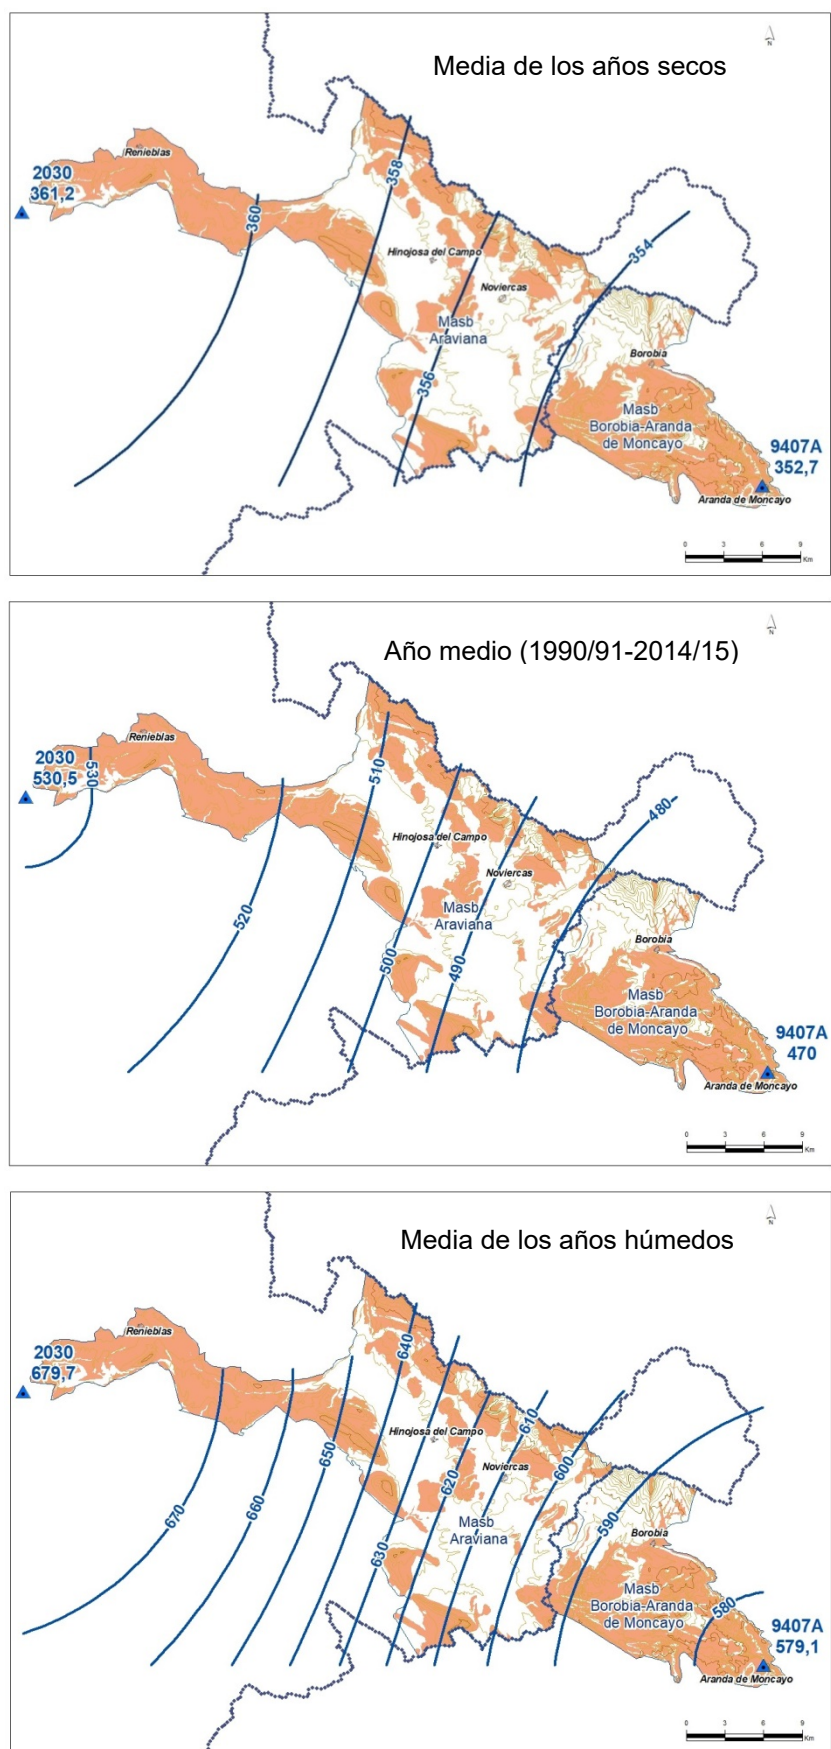 Media de los años secos
N
Renieblas
2030
361,2
360
358
Hinojosa del Campo
354
Noviercas
Masb
Araviana
356
Borobia
Masb
Borobia-Aranda
de Moncayo
9407A
352,7
Aranda de Moncayo
0 3 6 9
Km
Año medio (1990/91-2014/15)
N
Renieblas
2030
530,5
530
510
480
Hinojosa del Campo
Noviercas
520
Masb
Araviana
500
490
Borobia
Masb
Borobia-Aranda
de Moncayo
9407A
470
Aranda de Moncayo
0 3 6 9
Km
Media de los años húmedos
N
Renieblas
2030
679,7
640
610
Hinojosa del Campo
650
Noviercas
600
620
670
660
Masb
Araviana
590
Borobia
630
Masb
Borobia-Aranda
de Moncayo
580
9407A
579,1
Aranda de Moncayo
0 3 6 9
Km